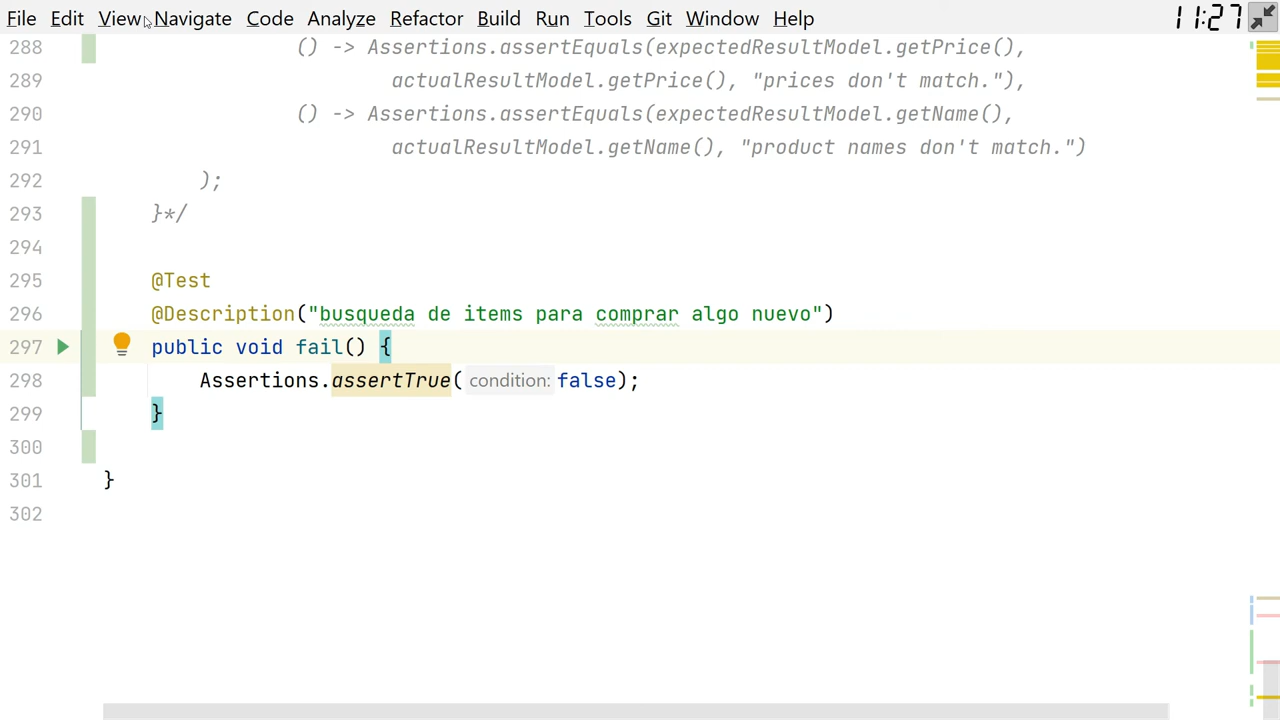 File Edit View Navigate Code Analyze Refactor Build Run Tools Git Window Help 11:27
288 () -> Assertions.assertEquals(expectedResultModel.getPrice(),
289 actualResultModel.getPrice(), "prices don't match."),
290 () -> Assertions.assertEquals(expectedResultModel.getName(),
291 actualResultModel.getName(), "product names don't match.")
292 );
293 }*/
294
295 @Test
296 @Description("busqueda de items para comprar algo nuevo")
297 public void fail() {
298 Assertions.assertTrue( condition: false);
299 }
300
301 }
302